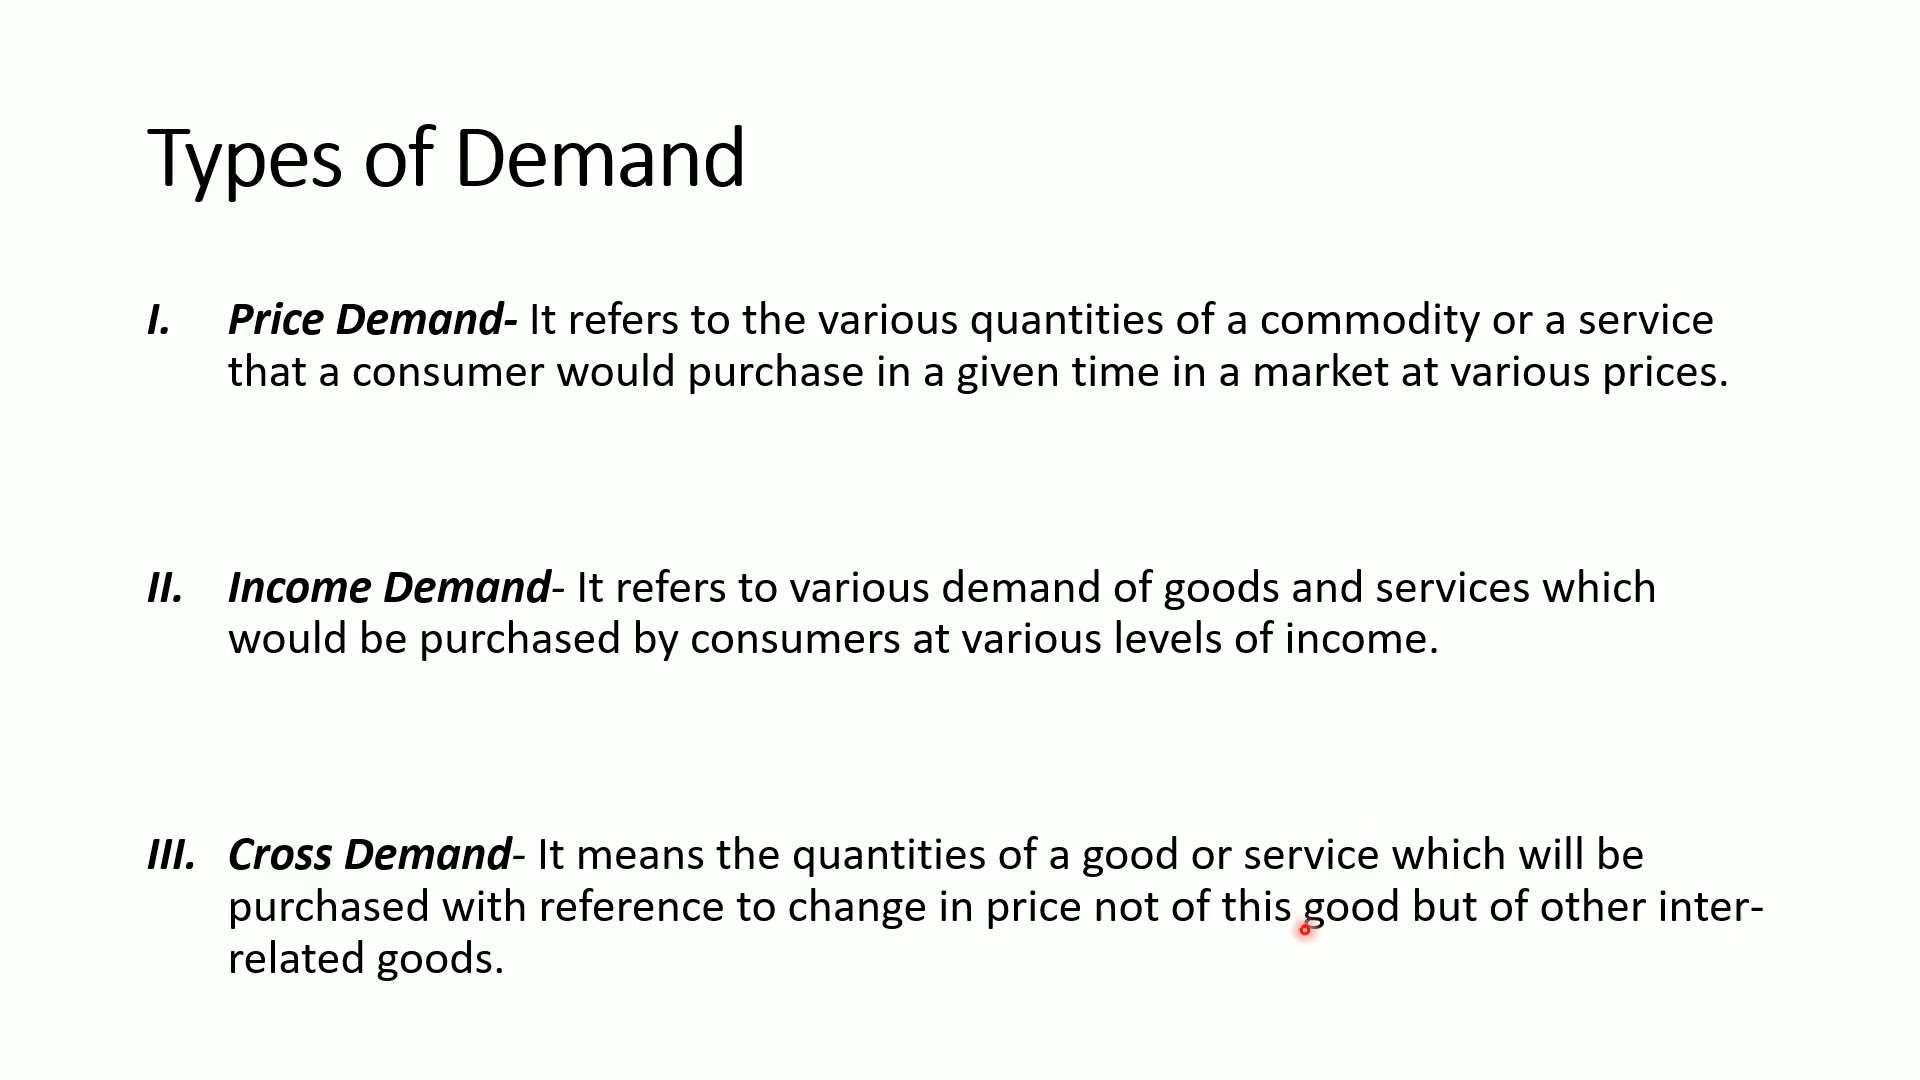 Types of Demand
I. Price Demand- It refers to the various quantities of a commodity or a service
that a consumer would purchase in a given time in a market at various prices.
II. Income Demand- It refers to various demand of goods and services which
would be purchased by consumers at various levels of income.
III. Cross Demand- It means the quantities of a good or service which will be
purchased with reference to change in price not of this good but of other inter-
related goods.